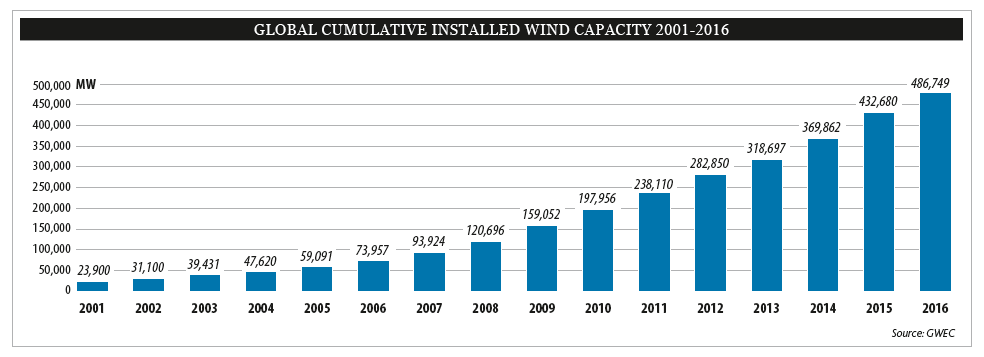 GLOBAL CUMULATIVE INSTALLED WIND CAPACITY 2001-2016
500,000 MW
450,000
400,000
350,000
300,000
250,000
200,000
150,000
100,000
50,000
0
23,900 31,100 39,431 47,620 59,091 73,957 93,924 120,696 159,052 197,956 238,110 282,850 318,697 369,862 432,680 486,749
2001 2002 2003 2004 2005 2006 2007 2008 2009 2010 2011 2012 2013 2014 2015 2016
Source: GWEC